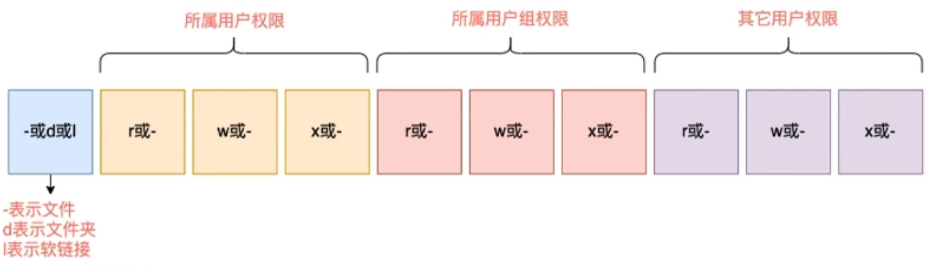 所属用户权限
所属用户组权限
其它用户权限
-或d或l
r或-
w或-
x或-
r或-
w或-
x或-
r或-
w或-
x或-
-表示文件
d表示文件夹
l表示软链接